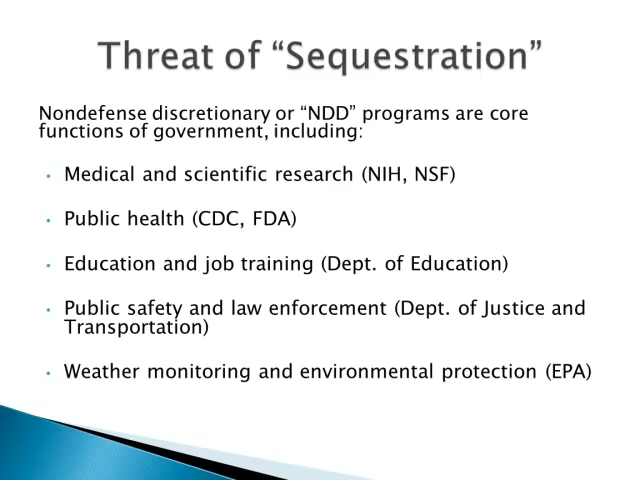 Threat of “Sequestration”
Nondefense discretionary or “NDD” programs are core
functions of government, including:
• Medical and scientific research (NIH, NSF)
• Public health (CDC, FDA)
• Education and job training (Dept. of Education)
• Public safety and law enforcement (Dept. of Justice and
Transportation)
• Weather monitoring and environmental protection (EPA)